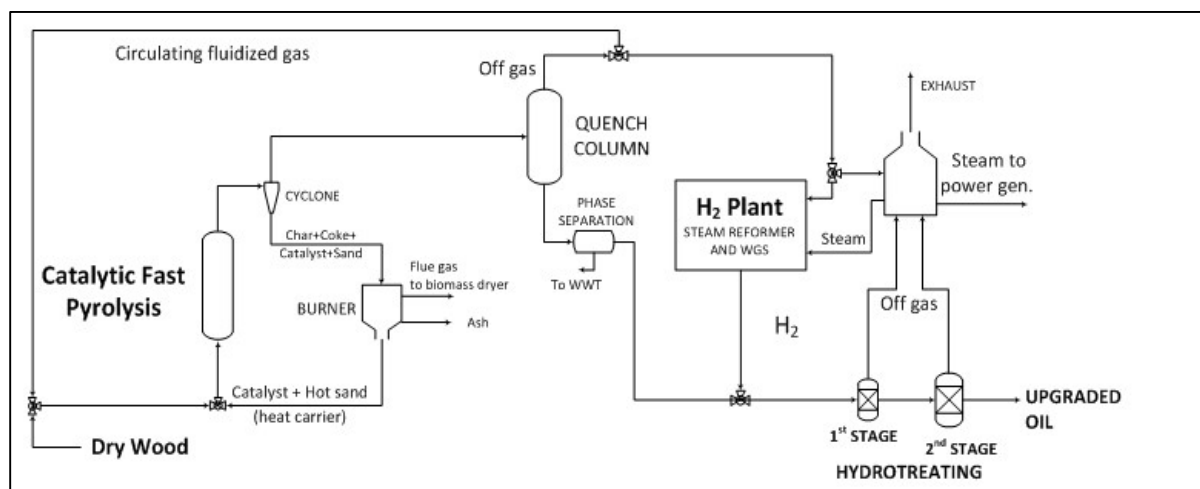 Circulating fluidized gas
Off gas
QUENCH
COLUMN
EXHAUST
Steam to
power gen.
CYCLONE
PHASE
SEPARATION
H₂ Plant
STEAM REFORMER
AND WGS
Steam
Char+Coke+
Catalyst+Sand
Catalytic Fast
Pyrolysis
Flue gas
to biomass dryer
To WWT
BURNER
Ash
Off gas
H₂
Catalyst + Hot sand
(heat carrier)
Dry Wood
UPGRADED
OIL
1st STAGE
2nd STAGE
HYDROTREATING